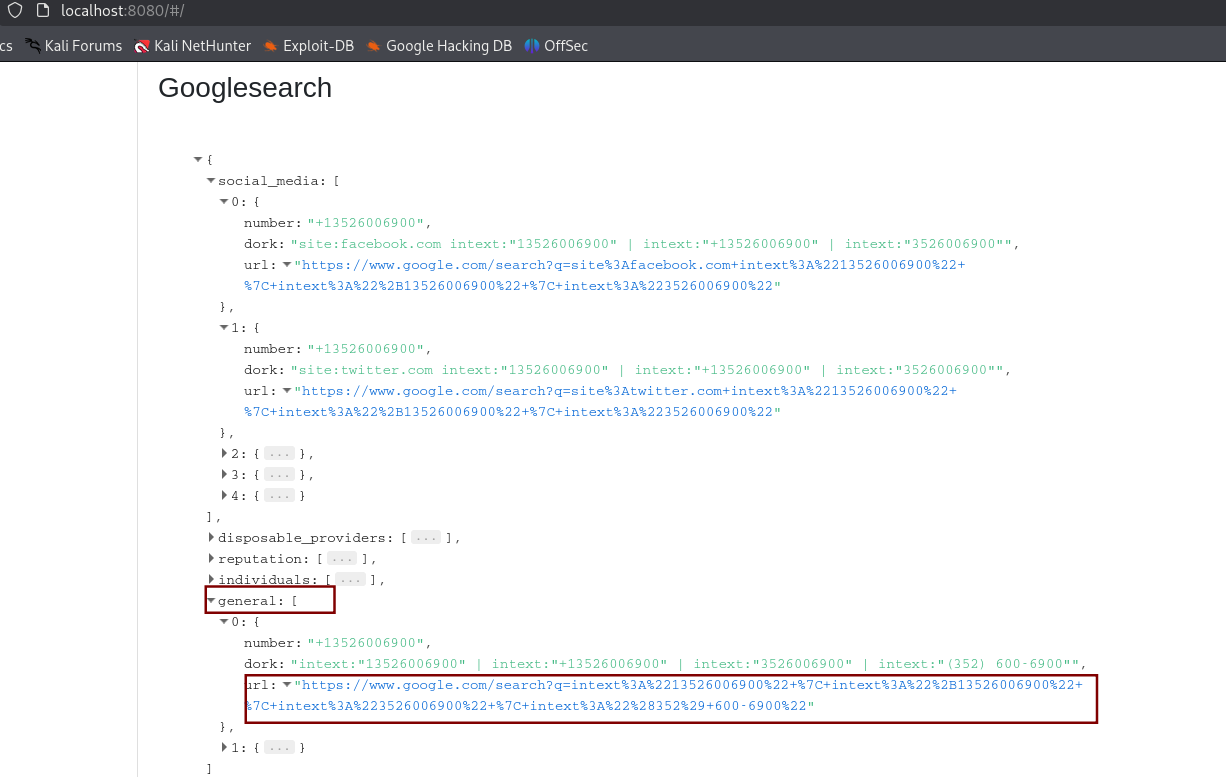 localhost:8080/#/
cs Kali Forums Kali NetHunter Exploit-DB Google Hacking DB OffSec
Googlesearch
{
social_media: [
0: {
number: "+13526006900",
dork: "site:facebook.com intext:"13526006900" | intext:"+13526006900" | intext:"3526006900"",
url: "https://www.google.com/search?q=site%3Afacebook.com+intext%3A%2213526006900%22+
%7C+intext%3A%22%2B13526006900%22+%7C+intext%3A%223526006900%22"
},
1: {
number: "+13526006900",
dork: "site:twitter.com intext:"13526006900" | intext:"+13526006900" | intext:"3526006900"",
url: "https://www.google.com/search?q=site%3Atwitter.com+intext%3A%2213526006900%22+
%7C+intext%3A%22%2B13526006900%22+%7C+intext%3A%223526006900%22"
},
2: { ... },
3: { ... },
4: { ... }
],
disposable_providers: [ ... ],
reputation: [ ... ],
individuals: [ ... ],
general: [
0: {
number: "+13526006900",
dork: "intext:"13526006900" | intext:"+13526006900" | intext:"3526006900" | intext:"(352) 600-6900"",
url: "https://www.google.com/search?q=intext%3A%2213526006900%22+%7C+intext%3A%22%2B13526006900%22+
%7C+intext%3A%223526006900%22+%7C+intext%3A%22%28352%29+600-6900%22"
},
1: { ... }
]